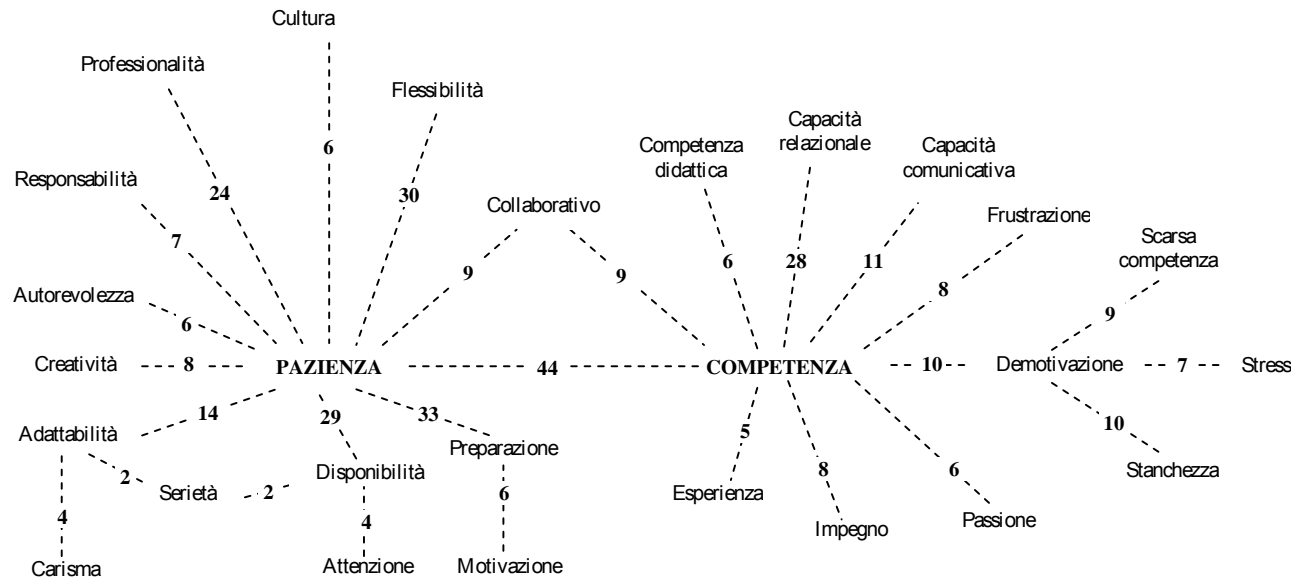 Cultura
Professionalità
Flessibilità
Capacità
relazionale
Competenza
didattica
Capacità
comunicativa
6
Responsabilità
24
30
Collaborativo
Frustrazione
Scarsa
competenza
7
9
9
6
28
11
8
Autorevolezza
6
9
Creatività
8
PAZIENZA
44
COMPETENZA
10
Demotivazione
7
Stress
14
29
33
10
Adattabilità
5
Preparazione
Disponibilità
8
6
Stanchezza
2
Serietà
2
6
Esperienza
Impegno
Passione
4
4
Carisma
Attenzione
Motivazione